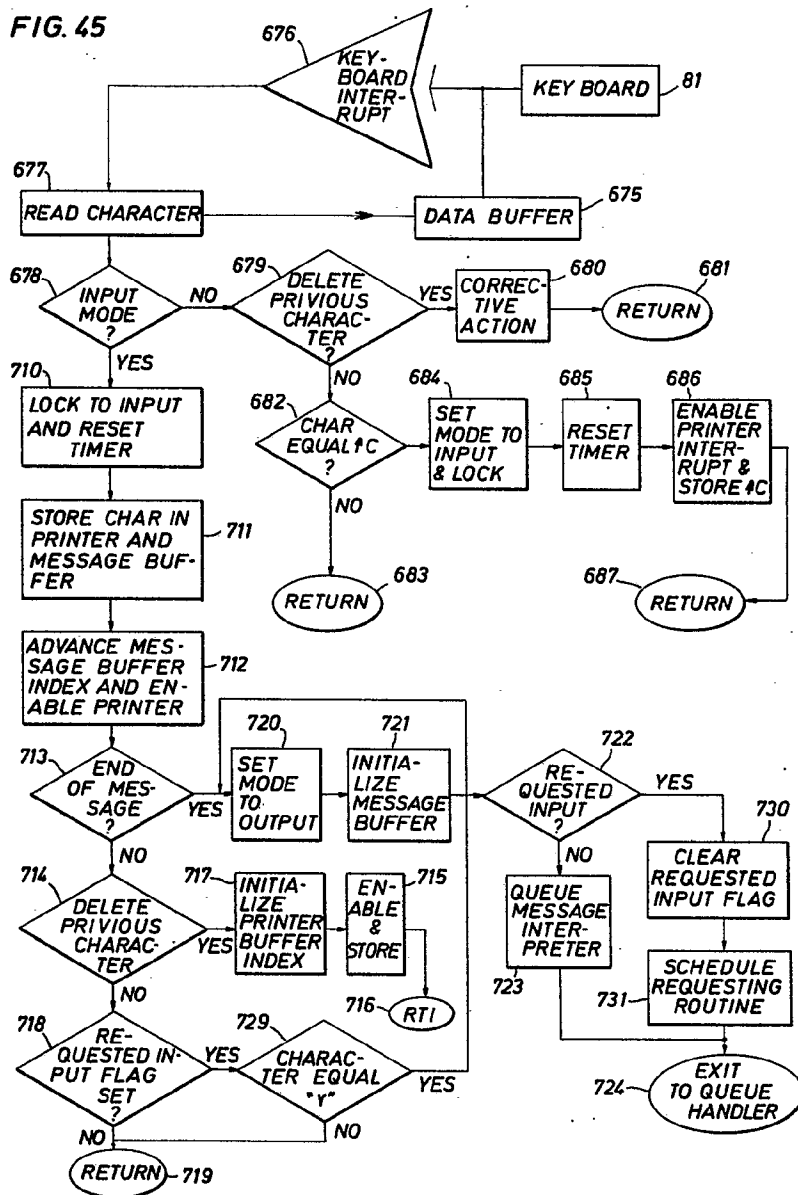 FIG. 45
676
KEY-
BOARD
INTER-
RUPT
KEY BOARD
81
677
READ CHARACTER
DATA BUFFER
675
678
INPUT
MODE
?
NO
YES
679
DELETE
PRIVIOUS
CHARAC-
TER
?
YES
NO
680
CORREC-
TIVE
ACTION
681
RETURN
710
LOCK TO INPUT
AND RESET
TIMER
682
CHAR
EQUAL ↑C
?
NO
684
SET
MODE TO
INPUT
& LOCK
685
RESET
TIMER
686
ENABLE
PRINTER
INTER-
RUPT &
STORE ↑C
711
STORE CHAR IN
PRINTER AND
MESSAGE BUF-
FER
RETURN
683
687
RETURN
ADVANCE MES-
SAGE BUFFER
INDEX AND EN-
ABLE PRINTER
712
713
END
OF MES-
SAGE
?
YES
NO
720
SET
MODE
TO
OUTPUT
721
INITIA-
LIZE
MESSAGE
BUFFER
722
RE-
QUESTED
INPUT
?
YES
NO
730
CLEAR
REQUESTED
INPUT FLAG
714
DELETE
PRIVIOUS
CHARAC-
TER
YES
NO
717
INITIA-
LIZE
PRINTER
BUFFER
INDEX
715
EN-
ABLE
&
STORE
716
RTI
QUEUE
MESSAGE
INTER-
PRETER
723
731
SCHEDULE
REQUESTING
ROUTINE
718
RE-
QUESTED IN-
PUT FLAG
SET
?
YES
NO
729
CHARAC-
TER EQUAL
"Y"
YES
NO
724
EXIT
TO QUEUE
HANDLER
RETURN
719